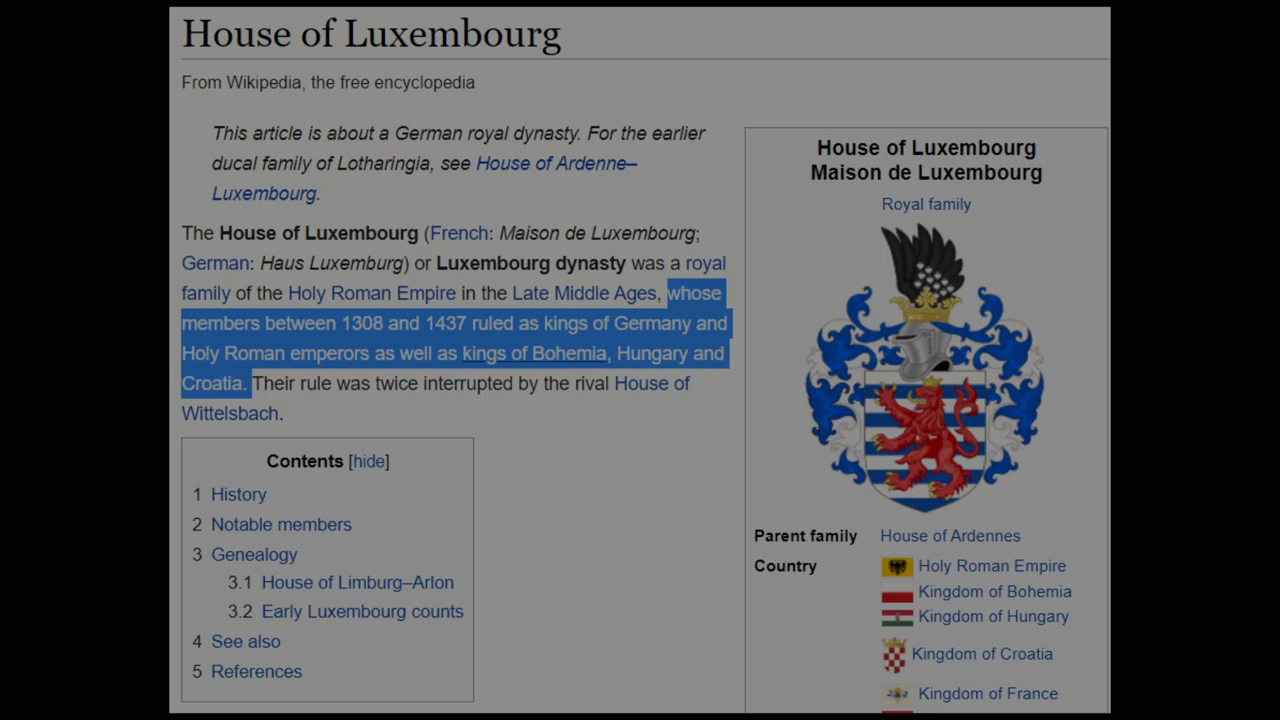 House of Luxembourg
From Wikipedia, the free encyclopedia
This article is about a German royal dynasty. For the earlier
ducal family of Lotharingia, see House of Ardenne–
Luxembourg.
The House of Luxembourg (French: Maison de Luxembourg;
German: Haus Luxemburg) or Luxembourg dynasty was a royal
family of the Holy Roman Empire in the Late Middle Ages, whose
members between 1308 and 1437 ruled as kings of Germany and
Holy Roman emperors as well as kings of Bohemia, Hungary and
Croatia. Their rule was twice interrupted by the rival House of
Wittelsbach.
Contents [hide]
1 History
2 Notable members
3 Genealogy
3.1 House of Limburg–Arlon
3.2 Early Luxembourg counts
4 See also
5 References
House of Luxembourg
Maison de Luxembourg
Royal family
Parent family House of Ardennes
Country Holy Roman Empire
Kingdom of Bohemia
Kingdom of Hungary
Kingdom of Croatia
Kingdom of France